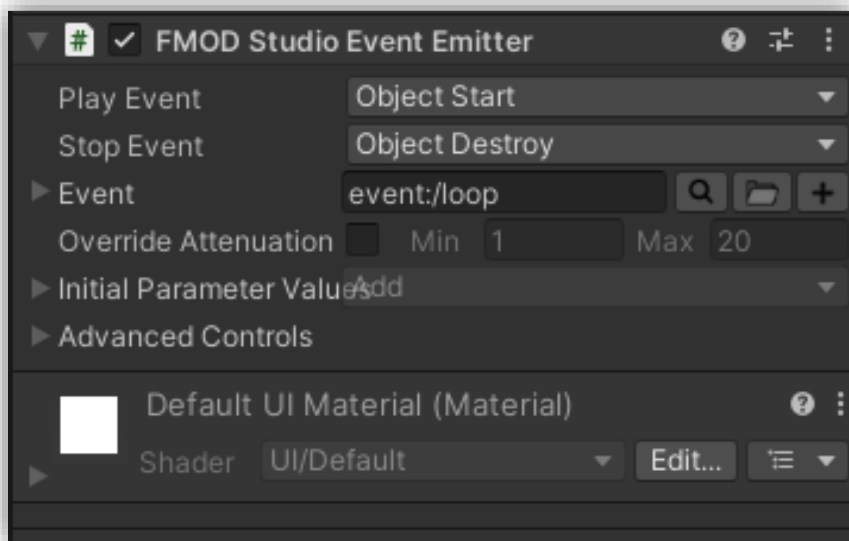 # FMOD Studio Event Emitter ?
Play Event Object Start
Stop Event Object Destroy
Event event:/loop +
Override Attenuation Min 1 Max 20
Initial Parameter Values Add
Advanced Controls
Default UI Material (Material) ?
Shader UI/Default Edit...